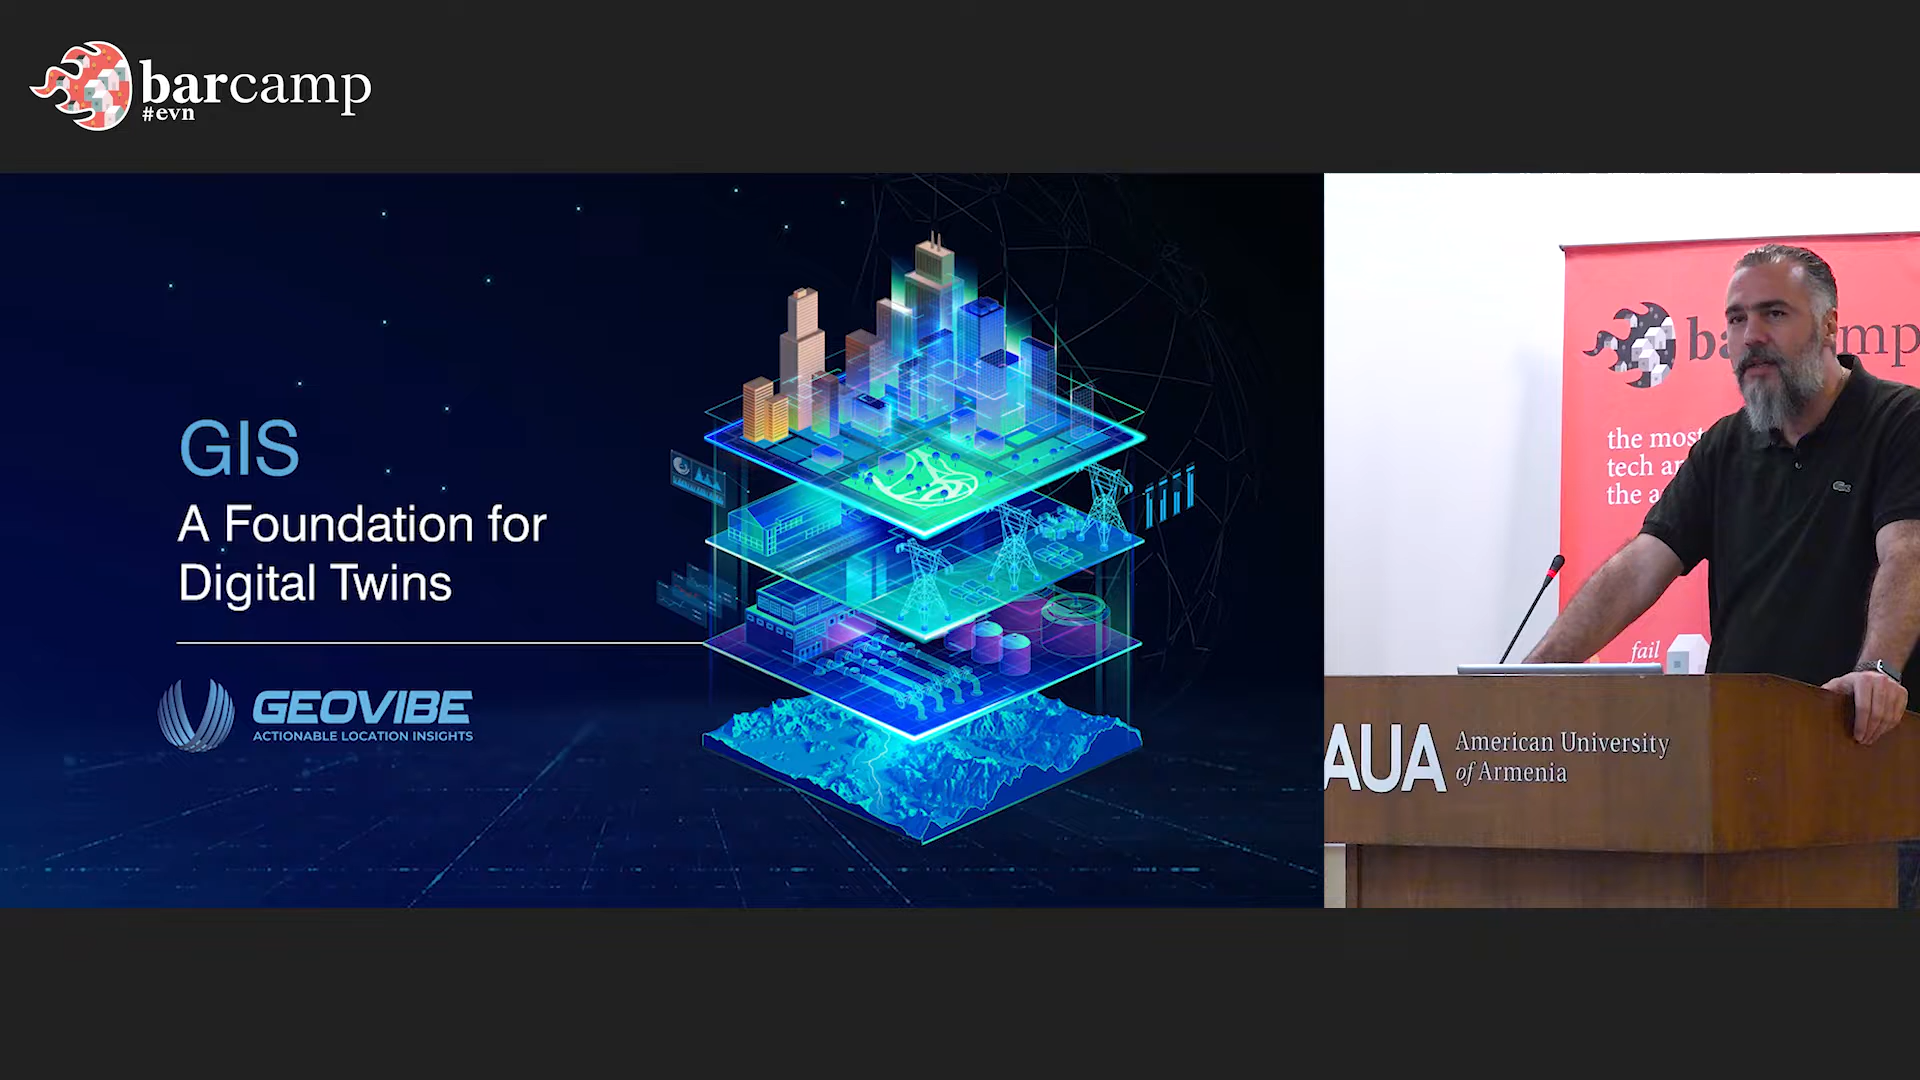 barcamp
#evn
GIS
A Foundation for
Digital Twins
GEOVIBE
ACTIONABLE LOCATION INSIGHTS
the most
tech
the
fail
AUA
American University
of Armenia